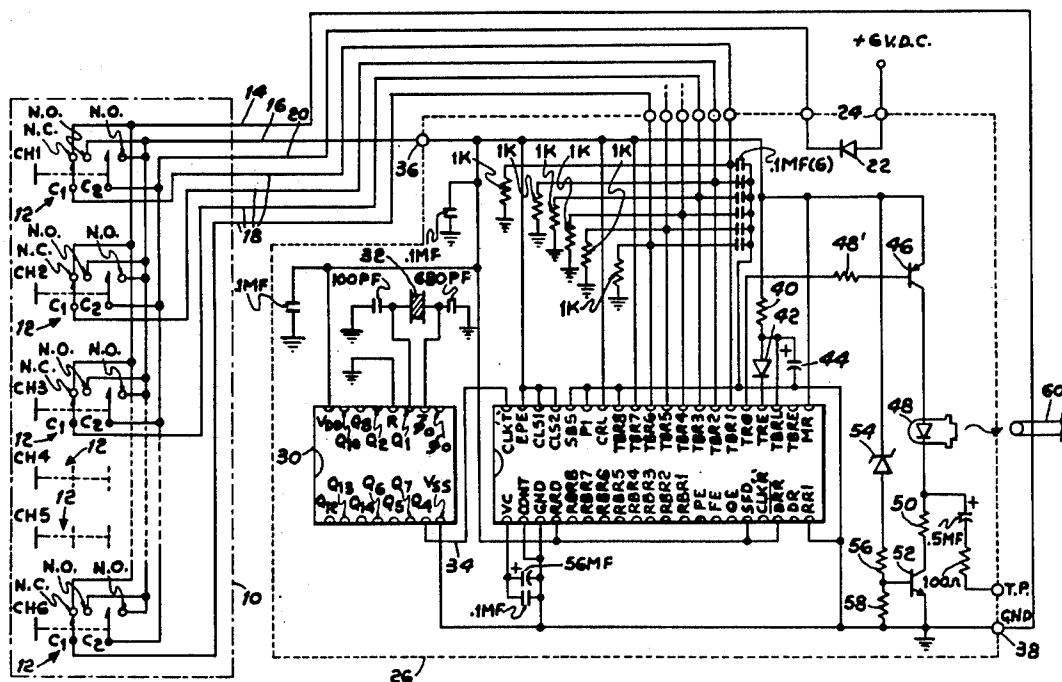 +6 V.D.C.
14
16
20
24
22
N.O.
N.O.
N.C.
CH1
C1
C2
12
18
36
1K
1K
1K
1K
1K
.1MF(6)
.1MF
N.O.
N.O.
N.C.
CH2
C1
C2
12
.1MF
100PF
32
680PF
1K
48'
46
40
42
44
N.O.
N.O.
N.C.
CH3
C1
C2
12
12
CH4
12
CH5
30
VDD
Q10
Q8
Q2
R
Q1
Q12
Q13
Q14
Q6
Q5
Q7
Q4
VSS
CLKT
EPE
CLS1
CLS2
SBS
P1
CRL
TBR8
TBR7
TBR6
TBR5
TBR4
TBR3
TBR2
TBR1
TRO
TRE
TBRL
TBRE
MR
VC
CONT
GND
RRD
RBR8
RBR7
RBR6
RBR5
RBR4
RBR3
RBR2
RBR1
PE
FE
OE
SFD
CLK'R
DRR
DR
RR1
54
48
60
50
.5MF
56
52
100Ω
58
T.P.
GND
38
34
56MF
.1MF
N.O.
N.O.
N.C.
CH6
C1
C2
12
10
26